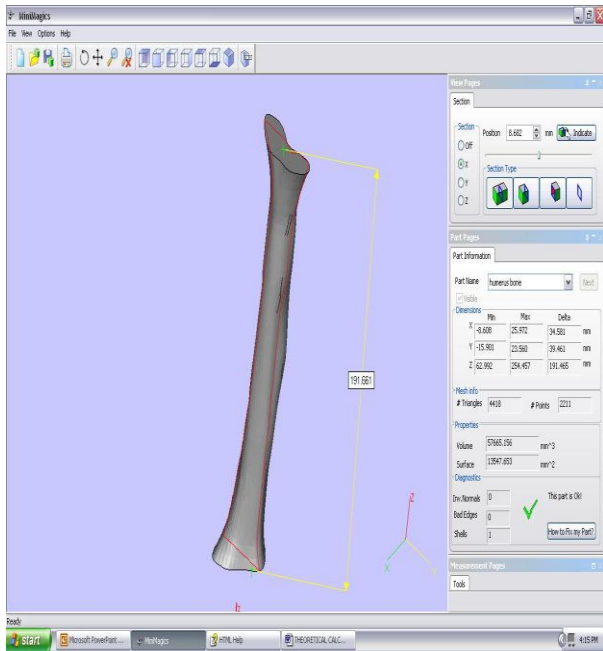 MiniMagics
File View Options Help
View Pages
Section
Section
Position 8.682 mm Indicate
Off
X
Section Type
Y
Z
191.661
Part Pages
Part Information
Part Name humerus bone Next
Visible
Dimensions
Min Max Delta
X -8.608 25.972 34.581 mm
Y -15.901 23.560 39.461 mm
Z 62.992 254.457 191.465 mm
Mesh info
# Triangles 4418 # Points 2211
Properties
Volume 57665.156 mm^3
Surface 13547.653 mm^2
Diagnostics
Inv.Normals 0 This part is Ok!
Bad Edges 0
Shells 1 How to Fix my Part?
Measurement Pages
Tools
Z
X
Ready
start Microsoft PowerPoint ... MiniMagics HTML Help THEORETICAL CALC... 4:15 PM